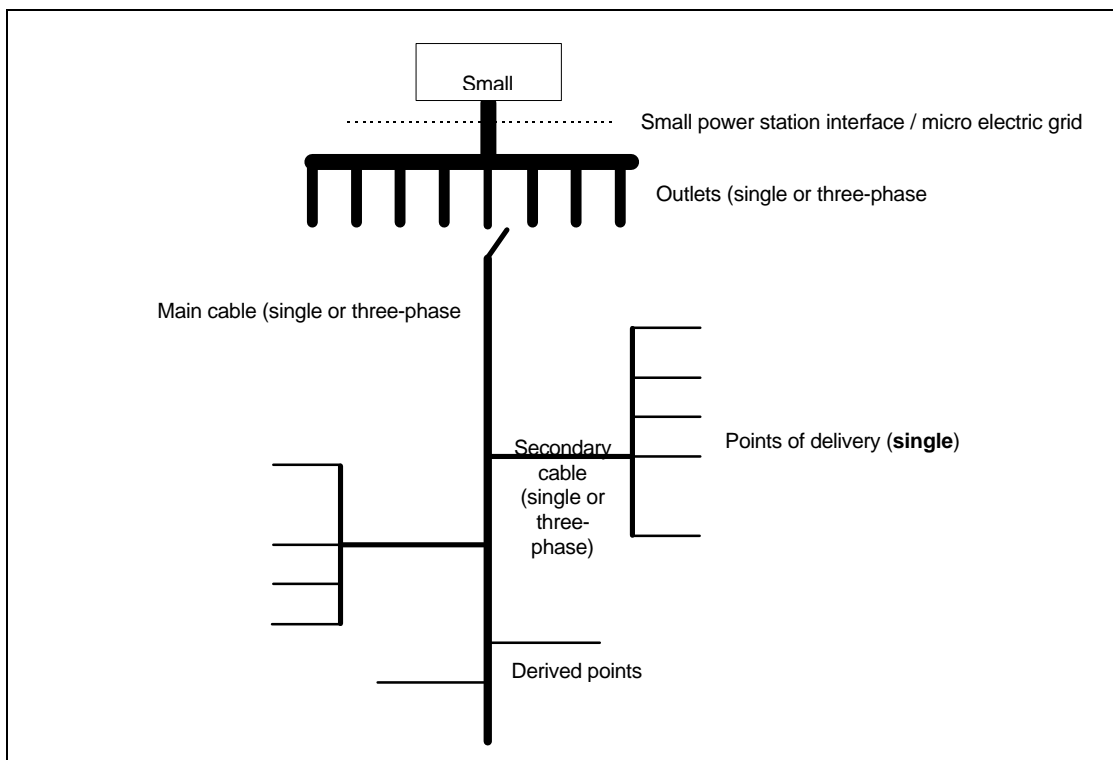 Small
Small power station interface / micro electric grid
Outlets (single or three-phase
Main cable (single or three-phase
Points of delivery (single)
Secondary
cable
(single or
three-
phase)
Derived points